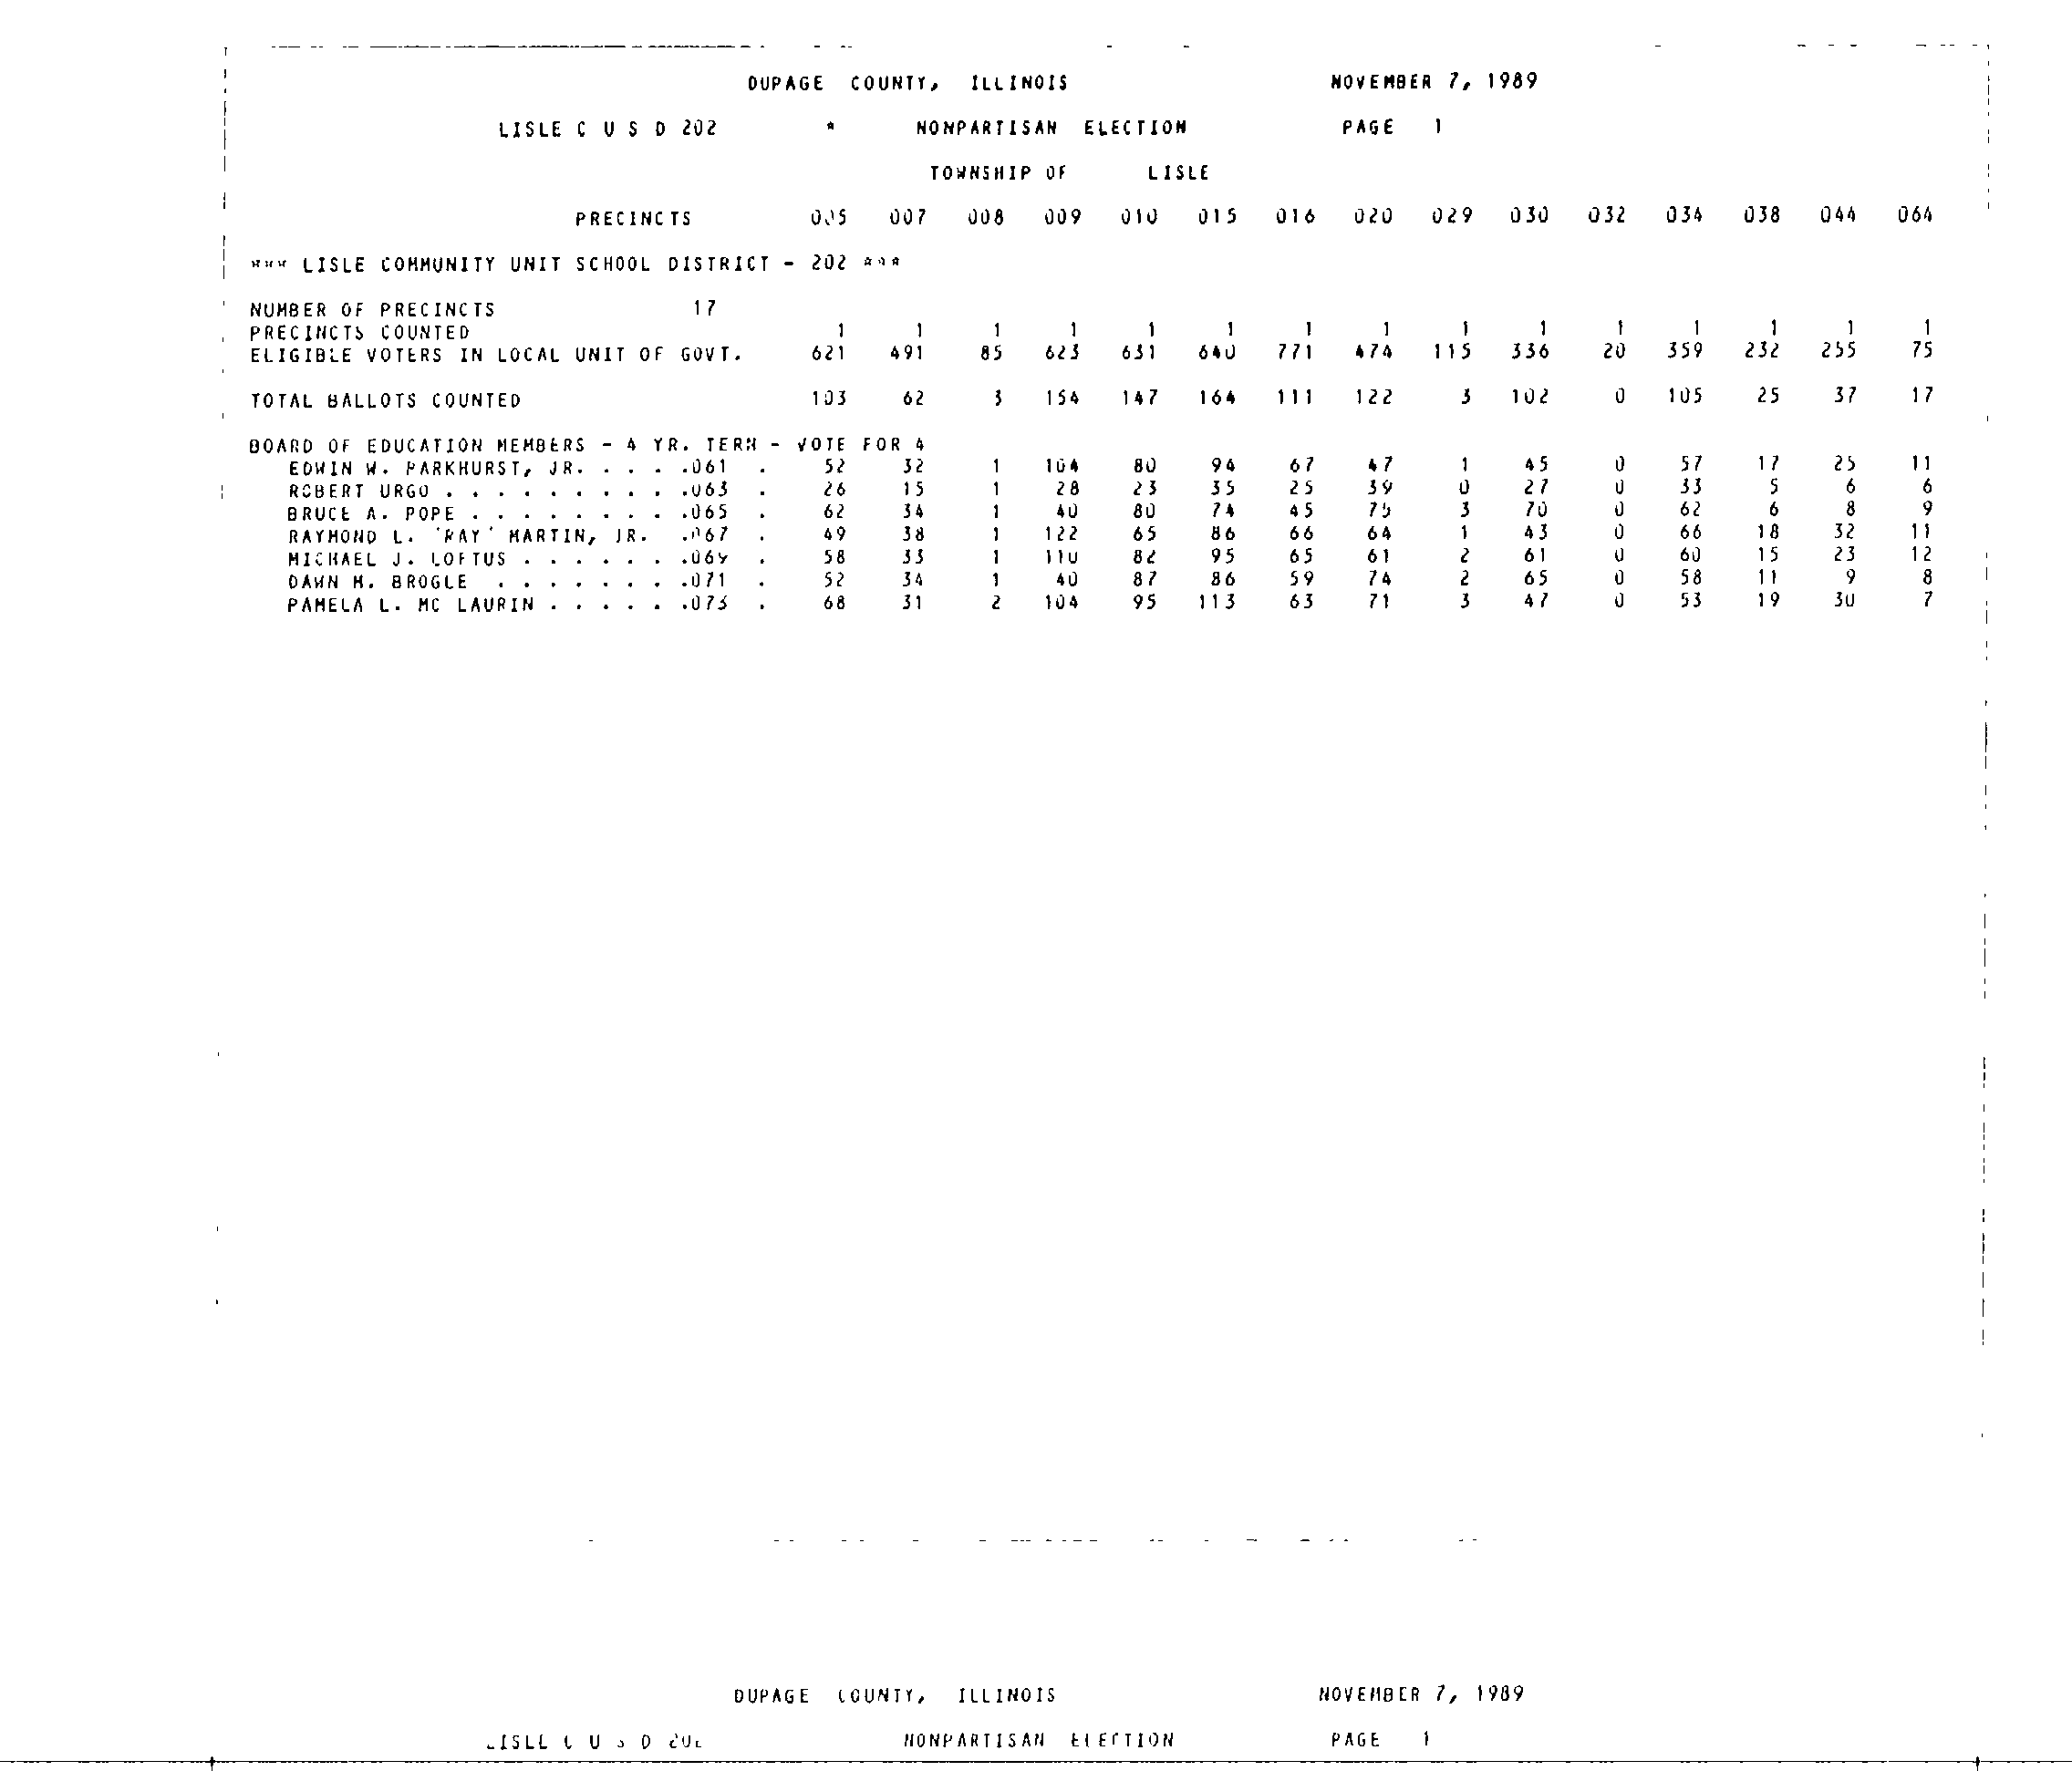 DUPAGE COUNTY, ILLINOIS NOVEMBER 7, 1989
LISLE C U S D 202 * NONPARTISAN ELECTION PAGE 1
TOWNSHIP OF LISLE
PRECINCTS 005 007 008 009 010 015 016 020 029 030 032 034 038 044 064
*** LISLE COMMUNITY UNIT SCHOOL DISTRICT - 202 ***
NUMBER OF PRECINCTS 17
PRECINCTS COUNTED 1 1 1 1 1 1 1 1 1 1 1 1 1 1 1
ELIGIBLE VOTERS IN LOCAL UNIT OF GOVT. 621 491 85 623 631 640 771 474 115 336 20 359 232 255 75
TOTAL BALLOTS COUNTED 103 62 3 154 147 164 111 122 3 102 0 105 25 37 17
BOARD OF EDUCATION MEMBERS - 4 YR. TERM - VOTE FOR 4
EDWIN W. PARKHURST, JR. . . . .061 . 52 32 1 104 80 94 67 47 1 45 0 57 17 25 11
ROBERT URGO . . . . . . . . . .063 . 26 15 1 28 23 35 25 39 0 27 0 33 5 6 6
BRUCE A. POPE . . . . . . . . .065 . 62 34 1 40 80 74 45 75 3 70 0 62 6 8 9
RAYMOND L. 'RAY' MARTIN, JR. .067 . 49 38 1 122 65 86 66 64 1 43 0 66 18 32 11
MICHAEL J. LOFTUS . . . . . . .069 . 58 33 1 110 82 95 65 61 2 61 0 60 15 23 12
DAWN M. BROGLE . . . . . . . .071 . 52 34 1 40 87 86 59 74 2 65 0 58 11 9 8
PAMELA L. MC LAURIN . . . . . .073 . 68 31 2 104 95 113 63 71 3 47 0 53 19 30 7
DUPAGE COUNTY, ILLINOIS NOVEMBER 7, 1989
LISLE C U S D 202 NONPARTISAN ELECTION PAGE 1